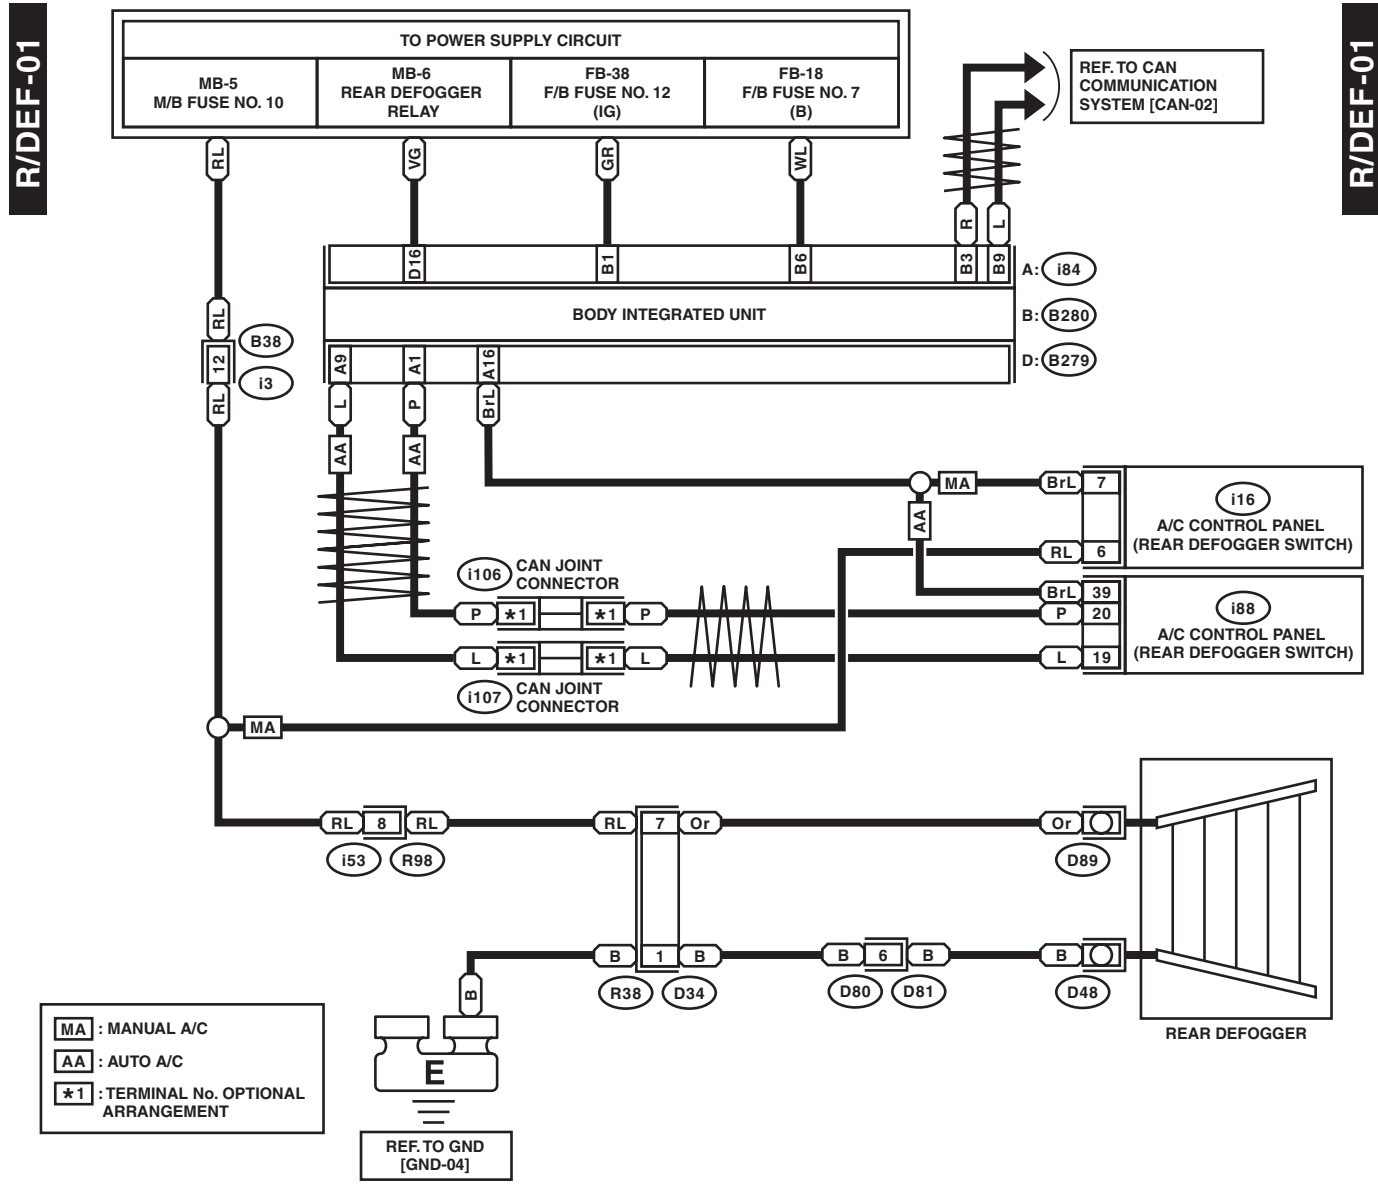 R/DEF-01
R/DEF-01
TO POWER SUPPLY CIRCUIT
MB-5
M/B FUSE NO. 10
MB-6
REAR DEFOGGER
RELAY
FB-38
F/B FUSE NO. 12
(IG)
FB-18
F/B FUSE NO. 7
(B)
REF. TO CAN
COMMUNICATION
SYSTEM [CAN-02]
RL
VG
GR
WL
R
L
D16
B1
B6
B3
B9
A: i84
BODY INTEGRATED UNIT
B: B280
D: B279
RL
12
RL
B38
i3
A9
A1
A16
L
P
BrL
AA
AA
MA
BrL
7
AA
RL
6
i16
A/C CONTROL PANEL
(REAR DEFOGGER SWITCH)
BrL
39
P
20
L
19
i88
A/C CONTROL PANEL
(REAR DEFOGGER SWITCH)
i106
CAN JOINT
CONNECTOR
P
*1
*1
P
L
*1
*1
L
i107
CAN JOINT
CONNECTOR
MA
RL
8
RL
i53
R98
RL
7
Or
Or
D89
B
1
B
R38
D34
B
6
B
D80
D81
B
D48
REAR DEFOGGER
B
E
REF. TO GND
[GND-04]
MA : MANUAL A/C
AA : AUTO A/C
*1 : TERMINAL No. OPTIONAL
ARRANGEMENT